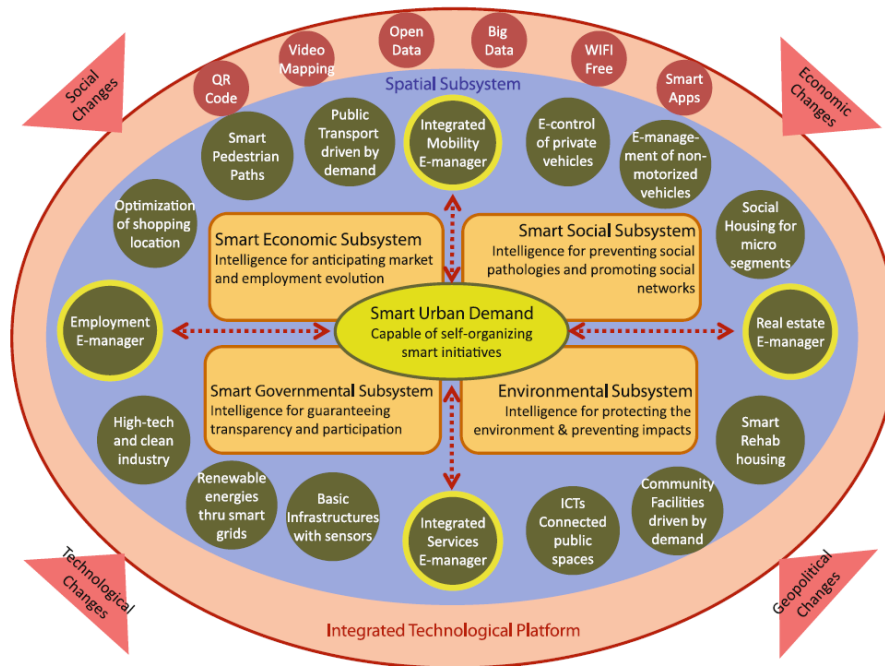 Social
Changes
Economic
Changes
QR
Code
Video
Mapping
Open
Data
Big
Data
WIFI
Free
Smart
Apps
Spatial Subsystem
Smart
Pedestrian
Paths
Public
Transport
driven by
demand
Integrated
Mobility
E-manager
E-control
of private
vehicles
E-manage-
ment of non-
motorized
vehicles
Optimization
of shopping
location
Social
Housing for
micro
segments
Smart Economic Subsystem
Intelligence for anticipating market
and employment evolution
Smart Social Subsystem
Intelligence for preventing social
pathologies and promoting social
networks
Employment
E-manager
Smart Urban Demand
Capable of self-organizing
smart initiatives
Real estate
E-manager
Smart Governmental Subsystem
Intelligence for guaranteeing
transparency and participation
Environmental Subsystem
Intelligence for protecting the
environment & preventing impacts
High-tech
and clean
industry
Smart
Rehab
housing
Renewable
energies
thru smart
grids
Basic
Infrastructures
with sensors
Integrated
Services
E-manager
ICTs
Connected
public
spaces
Community
Facilities
driven by
demand
Technological
Changes
Geopolitical
Changes
Integrated Technological Platform